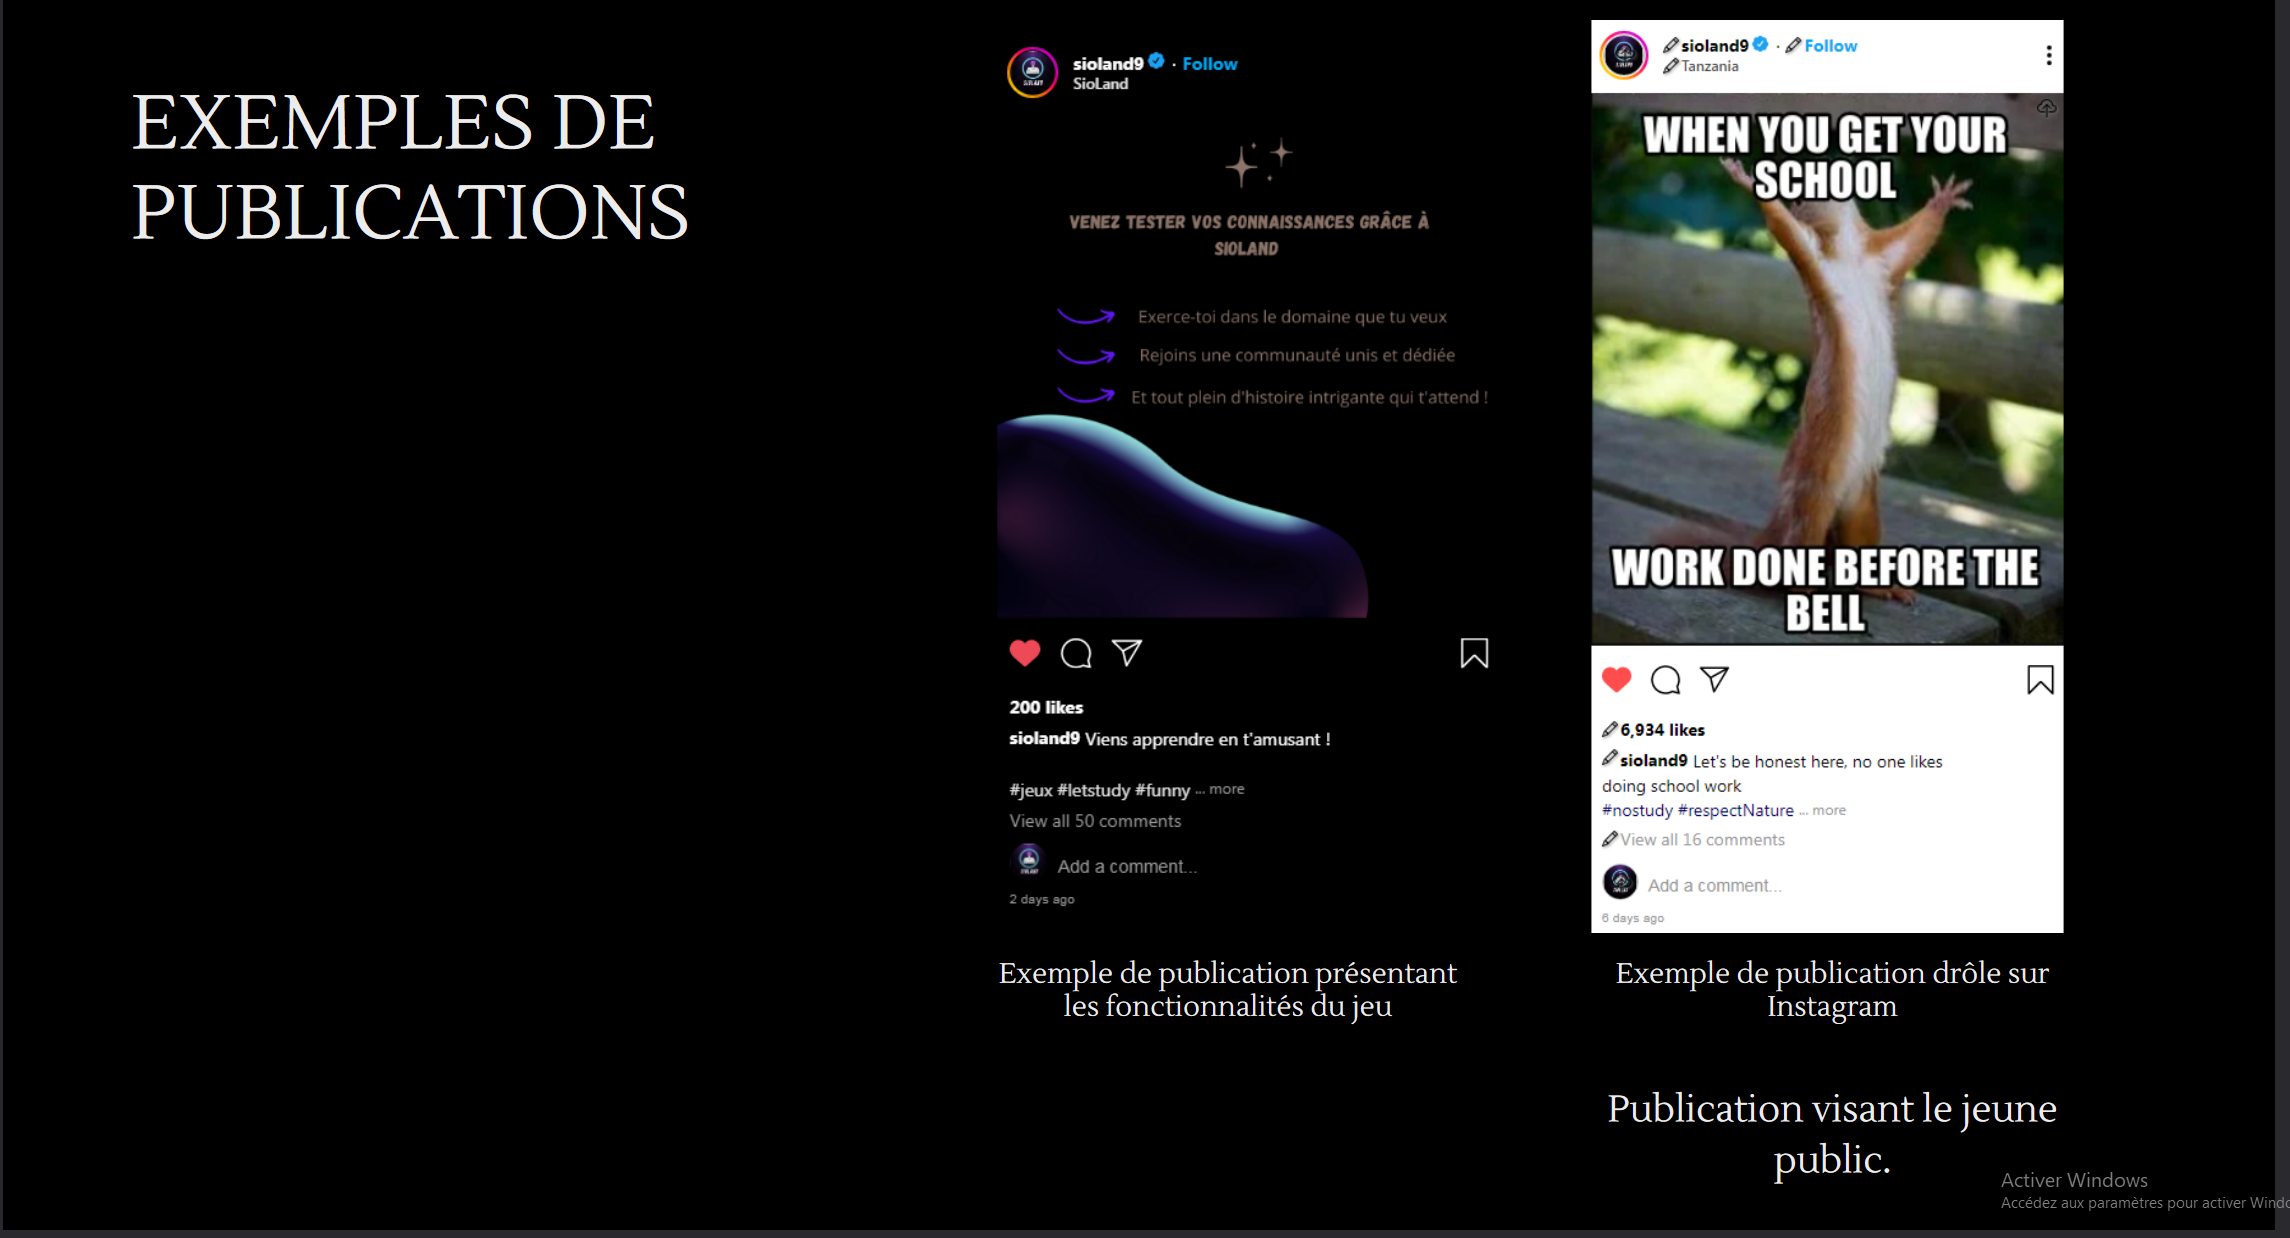 EXEMPLES DE
PUBLICATIONS
sioland9 · Follow
SioLand
VENEZ TESTER VOS CONNAISSANCES GRÂCE À
SIOLAND
Exerce-toi dans le domaine que tu veux
Rejoins une communauté unis et dédiée
Et tout plein d'histoire intrigante qui t'attend !
200 likes
sioland9 Viens apprendre en t'amusant !
#jeux #letstudy #funny ... more
View all 50 comments
Add a comment...
2 days ago
Exemple de publication présentant
les fonctionnalités du jeu
sioland9 · Follow
Tanzania
WHEN YOU GET YOUR
SCHOOL
WORK DONE BEFORE THE
BELL
6,934 likes
sioland9 Let's be honest here, no one likes
doing school work
#nostudy #respectNature ... more
View all 16 comments
Add a comment...
6 days ago
Exemple de publication drôle sur
Instagram
Publication visant le jeune
public.
Activer Windows
Accédez aux paramètres pour activer Windo